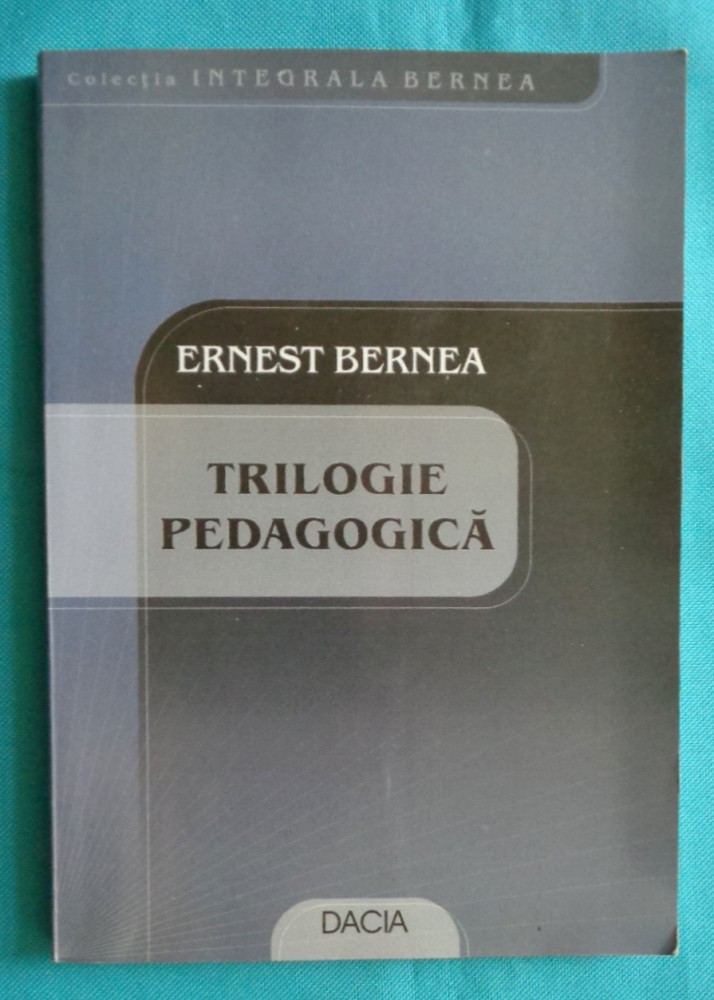 Colecția INTEGRALA BERNEA
ERNEST BERNEA
TRILOGIE
PEDAGOGICĂ
DACIA